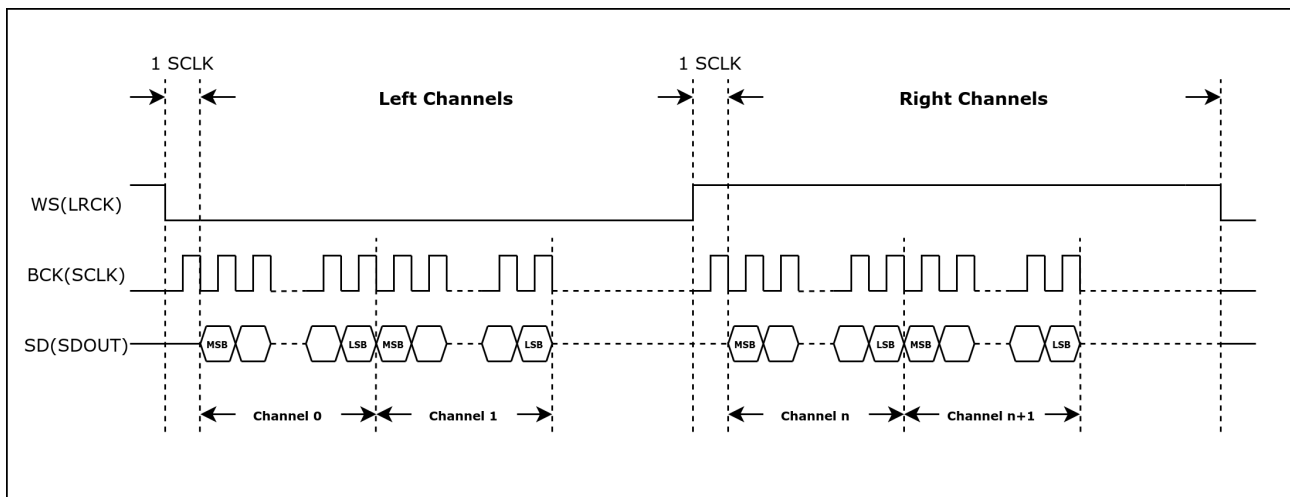 1 SCLK
1 SCLK
Left Channels
Right Channels
WS(LRCK)
BCK(SCLK)
SD(SDOUT)
MSB
LSB
MSB
LSB
MSB
LSB
MSB
LSB
Channel 0
Channel 1
Channel n
Channel n+1